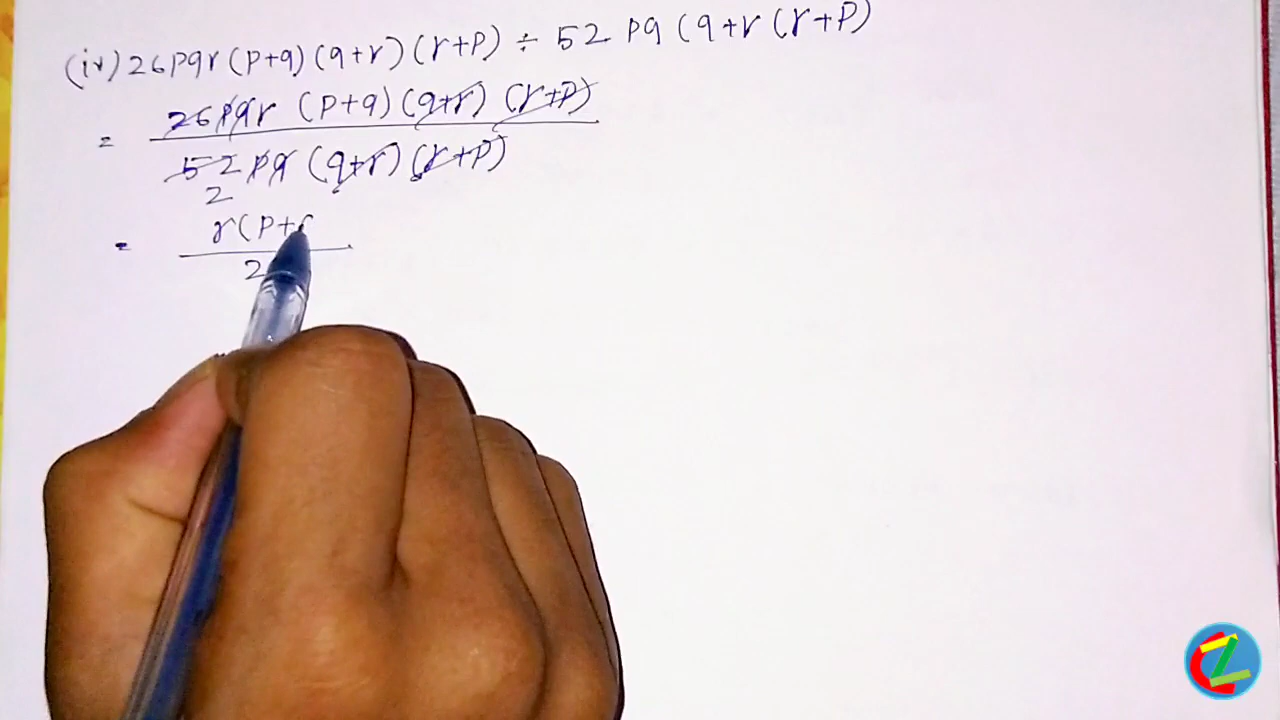 (iv) 26pqr (p+q) (q+r) (r+p) ÷ 52 pq (q+r (r+p)
= 26pqr (p+q) (q+r) (r+p)
52 pq (q+r) (r+p)
2
= r(p+
2